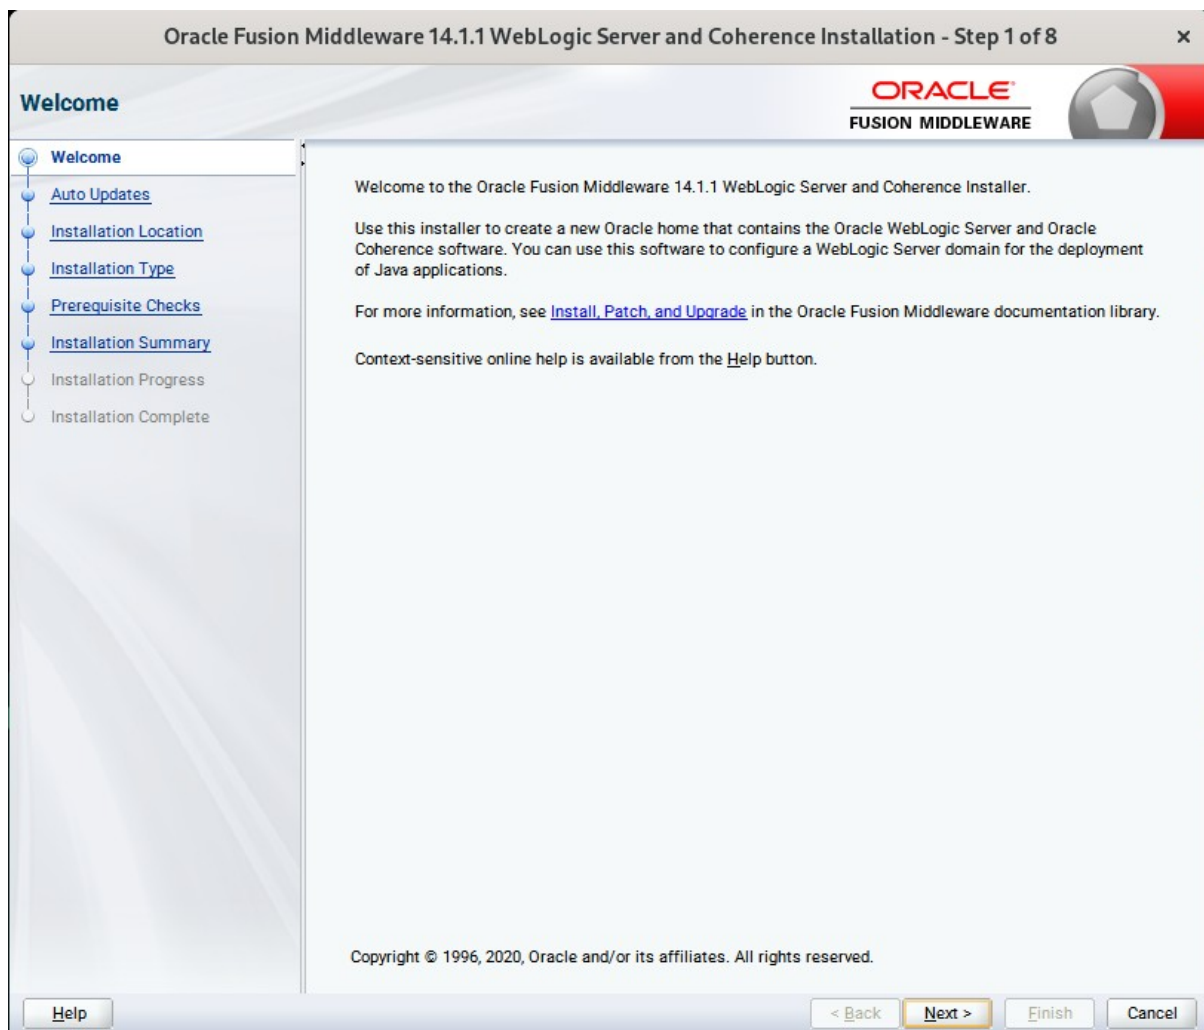 Oracle Fusion Middleware 14.1.1 WebLogic Server and Coherence Installation - Step 1 of 8
×
Welcome
ORACLE
FUSION MIDDLEWARE
Welcome
Auto Updates
Installation Location
Installation Type
Prerequisite Checks
Installation Summary
Installation Progress
Installation Complete
Welcome to the Oracle Fusion Middleware 14.1.1 WebLogic Server and Coherence Installer.
Use this installer to create a new Oracle home that contains the Oracle WebLogic Server and Oracle
Coherence software. You can use this software to configure a WebLogic Server domain for the deployment
of Java applications.
For more information, see Install, Patch, and Upgrade in the Oracle Fusion Middleware documentation library.
Context-sensitive online help is available from the Help button.
Copyright © 1996, 2020, Oracle and/or its affiliates. All rights reserved.
Help
< Back
Next >
Finish
Cancel